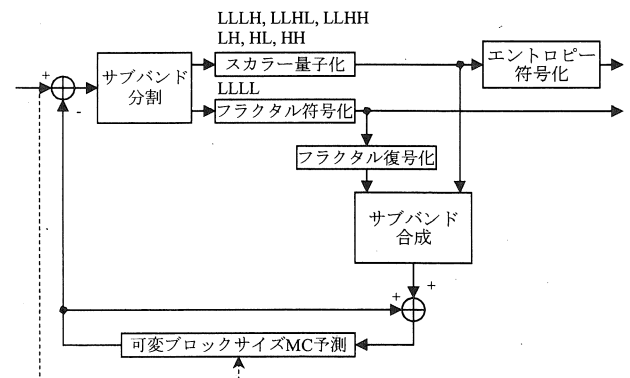 LLLH, LLHL, LLHH
LH, HL, HH
スカラー量子化
エントロピー
符号化
サブバンド
分割
LLLL
フラクタル符号化
フラクタル復号化
サブバンド
合成
可変ブロックサイズMC予測
+
-
+
+